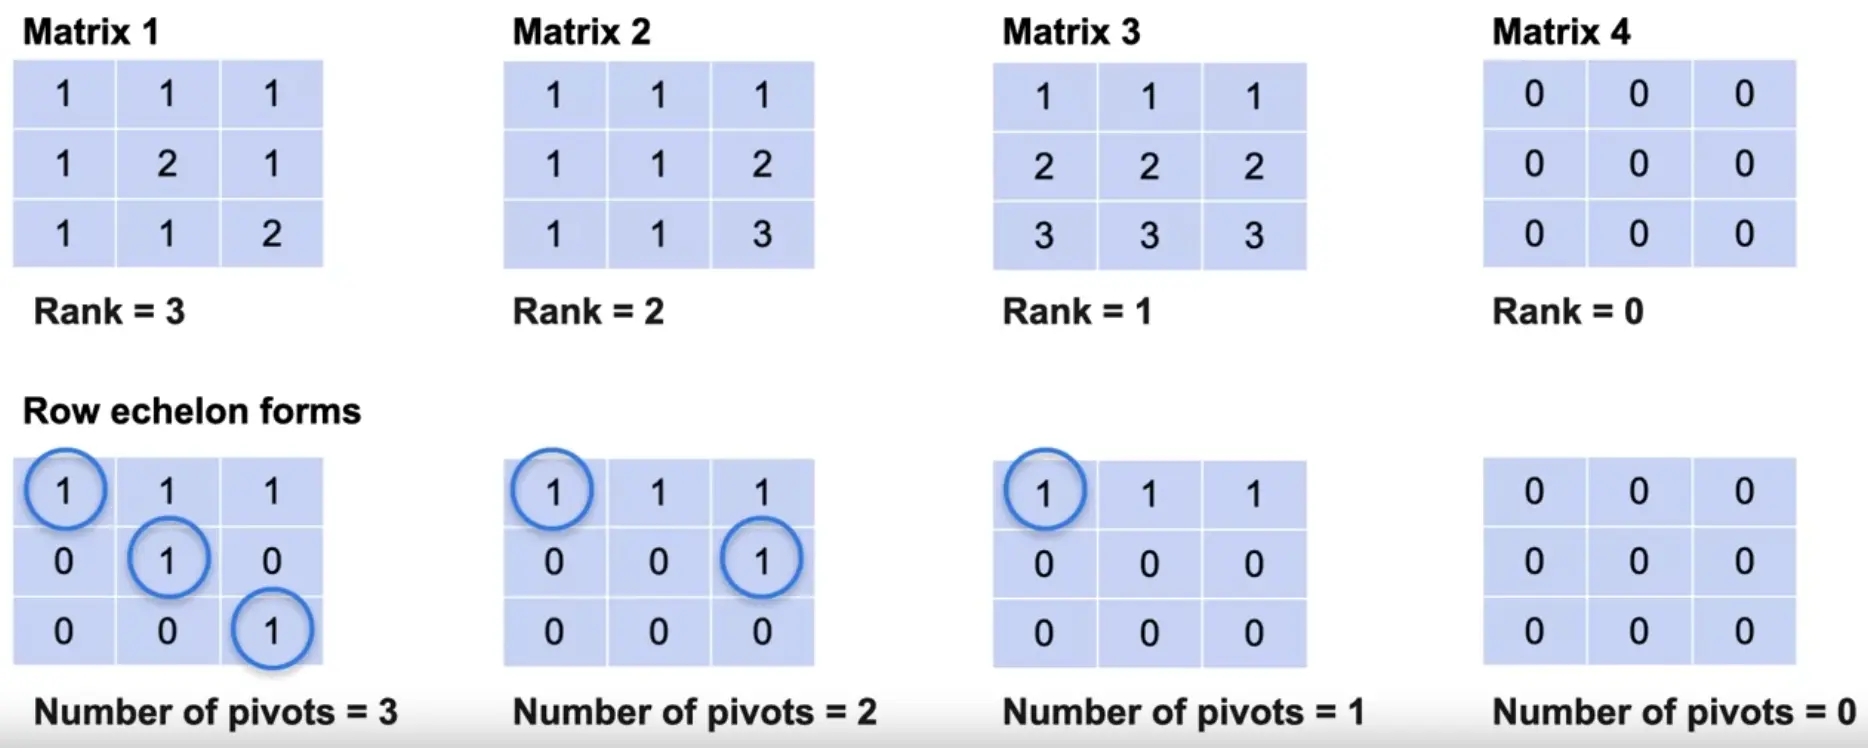 Matrix 1 Matrix 2 Matrix 3 Matrix 4
1 1 1 1 1 1 1 1 1 0 0 0
1 2 1 1 1 2 2 2 2 0 0 0
1 1 2 1 1 3 3 3 3 0 0 0
Rank = 3 Rank = 2 Rank = 1 Rank = 0
Row echelon forms
1 1 1 1 1 1 1 1 1 0 0 0
0 1 0 0 0 1 0 0 0 0 0 0
0 0 1 0 0 0 0 0 0 0 0 0
Number of pivots = 3 Number of pivots = 2 Number of pivots = 1 Number of pivots = 0